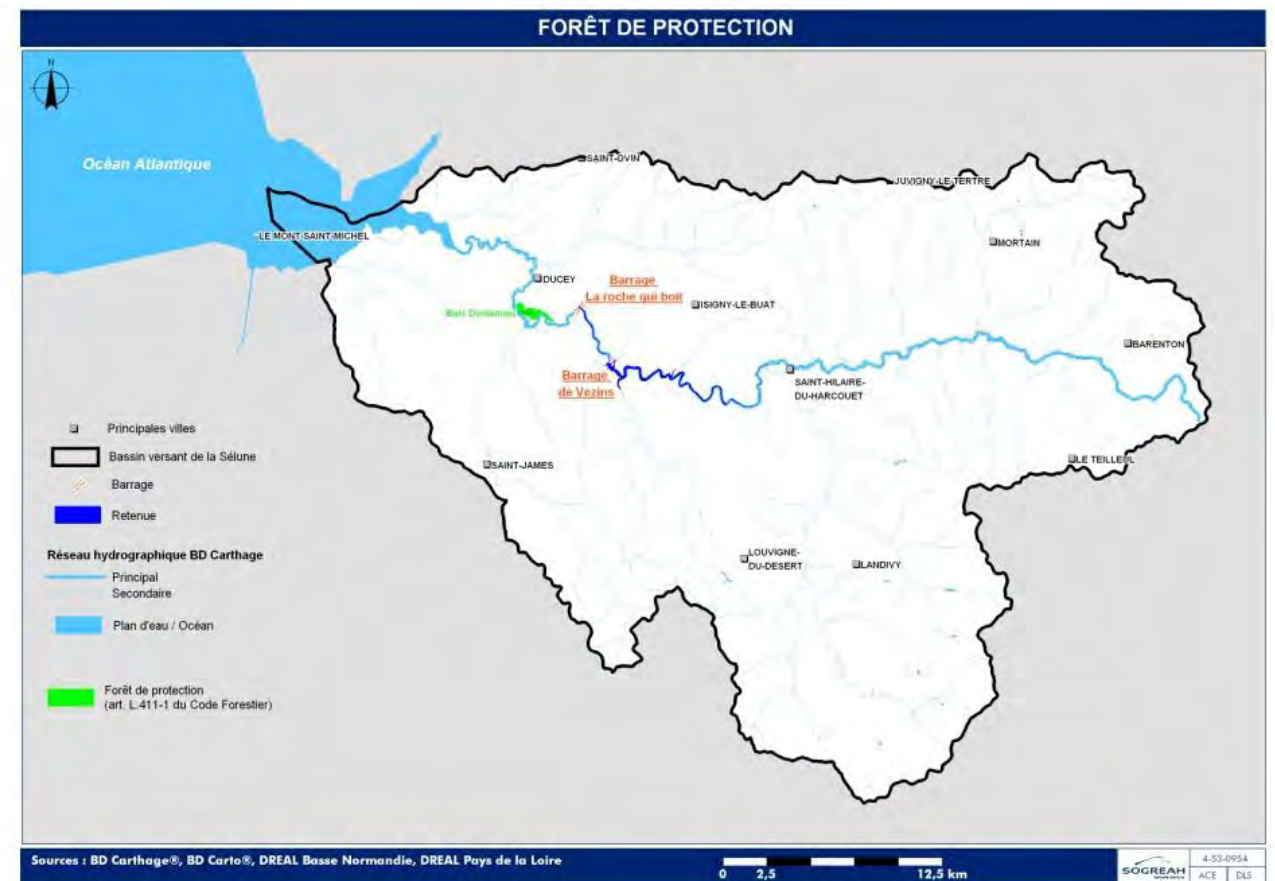 FORÊT DE PROTECTION
N
Océan Atlantique
SAINT-OVIN
JUVIGNY-LE-TERTRE
LE MONT-SAINT-MICHEL
MORTAIN
DUCEY
Barrage
La roche qui boit
ISIGNY-LE-BUAT
Bois
BARENTON
Barrage
de Vezins
SAINT-HILAIRE-
DU-HARCOUET
Principales villes
Bassin versant de la Sélune
SAINT-JAMES
LE TEILLEUL
Barrage
Retenue
Réseau hydrographique BD Carthage
Principal
Secondaire
LOUVIGNE-
DU-DESERT
LANDIVY
Plan d'eau / Océan
Forêt de protection
(art. L.411-1 du Code Forestier)
Sources : BD Carthage®, BD Carto®, DREAL Basse Normandie, DREAL Pays de la Loire
0 2,5 12,5 km
SOGREAH
4-53-0954
ACE DLS